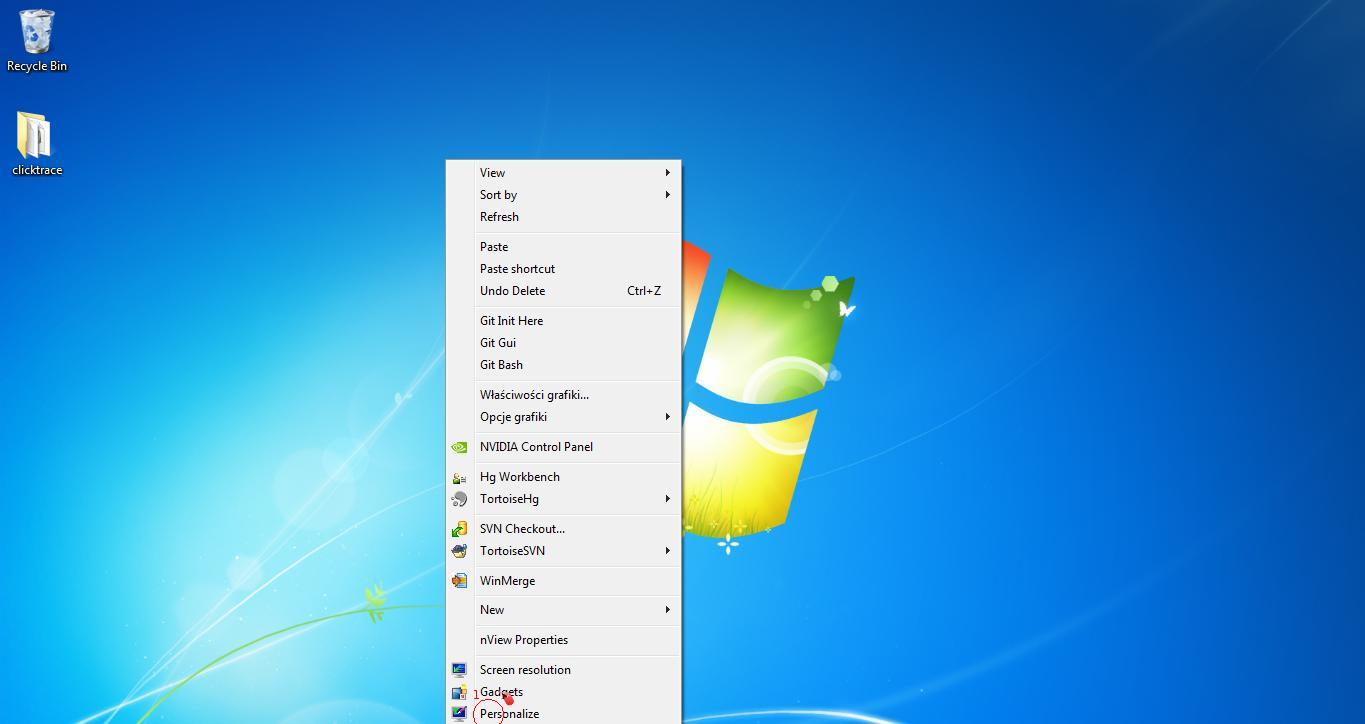 Recycle Bin
clicktrace
View
Sort by
Refresh
Paste
Paste shortcut
Undo Delete Ctrl+Z
Git Init Here
Git Gui
Git Bash
Właściwości grafiki...
Opcje grafiki
NVIDIA Control Panel
Hg Workbench
TortoiseHg
SVN Checkout...
TortoiseSVN
WinMerge
New
nView Properties
Screen resolution
1 Gadgets
Personalize